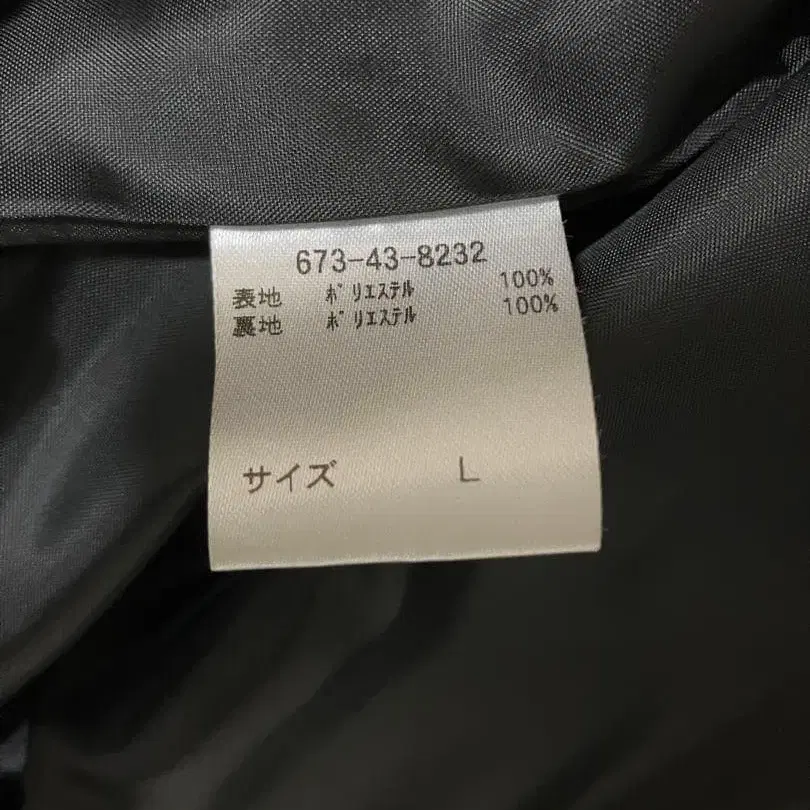 673-43-8232
表地 ﾎﾟﾘｴｽﾃﾙ 100%
裏地 ﾎﾟﾘｴｽﾃﾙ 100%
サイズ L